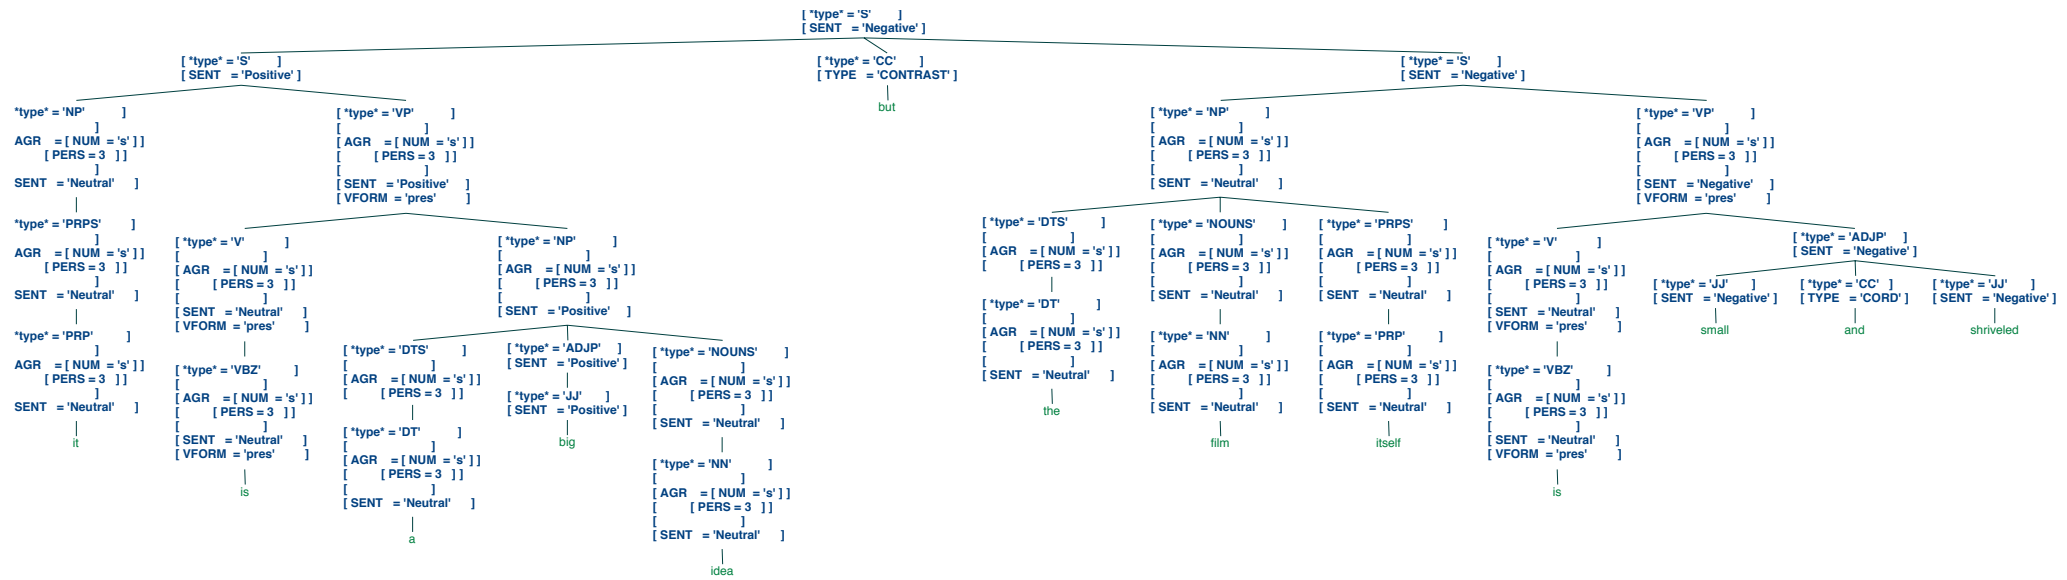 [ *type* = 'S' ]
[ SENT = 'Negative' ]
[ *type* = 'S' ]
[ SENT = 'Positive' ]
[ *type* = 'CC' ]
[ TYPE = 'CONTRAST' ]
but
[ *type* = 'S' ]
[ SENT = 'Negative' ]
*type* = 'NP' ]
]
AGR = [ NUM = 's' ] ]
[ PERS = 3 ] ]
]
SENT = 'Neutral' ]
*type* = 'PRPS' ]
]
AGR = [ NUM = 's' ] ]
[ PERS = 3 ] ]
]
SENT = 'Neutral' ]
*type* = 'PRP' ]
]
AGR = [ NUM = 's' ] ]
[ PERS = 3 ] ]
]
SENT = 'Neutral' ]
it
[ *type* = 'VP' ]
[ ]
[ AGR = [ NUM = 's' ] ]
[ [ PERS = 3 ] ]
[ ]
[ SENT = 'Positive' ]
[ VFORM = 'pres' ]
[ *type* = 'V' ]
[ ]
[ AGR = [ NUM = 's' ] ]
[ [ PERS = 3 ] ]
[ ]
[ SENT = 'Neutral' ]
[ VFORM = 'pres' ]
[ *type* = 'VBZ' ]
[ ]
[ AGR = [ NUM = 's' ] ]
[ [ PERS = 3 ] ]
[ ]
[ SENT = 'Neutral' ]
[ VFORM = 'pres' ]
is
[ *type* = 'NP' ]
[ ]
[ AGR = [ NUM = 's' ] ]
[ [ PERS = 3 ] ]
[ ]
[ SENT = 'Positive' ]
[ *type* = 'DTS' ]
[ ]
[ AGR = [ NUM = 's' ] ]
[ [ PERS = 3 ] ]
[ *type* = 'DT' ]
[ ]
[ AGR = [ NUM = 's' ] ]
[ [ PERS = 3 ] ]
[ ]
[ SENT = 'Neutral' ]
a
[ *type* = 'ADJP' ]
[ SENT = 'Positive' ]
[ *type* = 'JJ' ]
[ SENT = 'Positive' ]
big
[ *type* = 'NOUNS' ]
[ ]
[ AGR = [ NUM = 's' ] ]
[ [ PERS = 3 ] ]
[ ]
[ SENT = 'Neutral' ]
[ *type* = 'NN' ]
[ ]
[ AGR = [ NUM = 's' ] ]
[ [ PERS = 3 ] ]
[ ]
[ SENT = 'Neutral' ]
idea
[ *type* = 'NP' ]
[ ]
[ AGR = [ NUM = 's' ] ]
[ [ PERS = 3 ] ]
[ ]
[ SENT = 'Neutral' ]
[ *type* = 'DTS' ]
[ ]
[ AGR = [ NUM = 's' ] ]
[ [ PERS = 3 ] ]
[ *type* = 'DT' ]
[ ]
[ AGR = [ NUM = 's' ] ]
[ [ PERS = 3 ] ]
[ ]
[ SENT = 'Neutral' ]
the
[ *type* = 'NOUNS' ]
[ ]
[ AGR = [ NUM = 's' ] ]
[ [ PERS = 3 ] ]
[ ]
[ SENT = 'Neutral' ]
[ *type* = 'NN' ]
[ ]
[ AGR = [ NUM = 's' ] ]
[ [ PERS = 3 ] ]
[ ]
[ SENT = 'Neutral' ]
film
[ *type* = 'PRPS' ]
[ ]
[ AGR = [ NUM = 's' ] ]
[ [ PERS = 3 ] ]
[ ]
[ SENT = 'Neutral' ]
[ *type* = 'PRP' ]
[ ]
[ AGR = [ NUM = 's' ] ]
[ [ PERS = 3 ] ]
[ ]
[ SENT = 'Neutral' ]
itself
[ *type* = 'VP' ]
[ ]
[ AGR = [ NUM = 's' ] ]
[ [ PERS = 3 ] ]
[ ]
[ SENT = 'Negative' ]
[ VFORM = 'pres' ]
[ *type* = 'V' ]
[ ]
[ AGR = [ NUM = 's' ] ]
[ [ PERS = 3 ] ]
[ ]
[ SENT = 'Neutral' ]
[ VFORM = 'pres' ]
[ *type* = 'VBZ' ]
[ ]
[ AGR = [ NUM = 's' ] ]
[ [ PERS = 3 ] ]
[ ]
[ SENT = 'Neutral' ]
[ VFORM = 'pres' ]
is
[ *type* = 'ADJP' ]
[ SENT = 'Negative' ]
[ *type* = 'JJ' ]
[ SENT = 'Negative' ]
small
[ *type* = 'CC' ]
[ TYPE = 'CORD' ]
and
[ *type* = 'JJ' ]
[ SENT = 'Negative' ]
shriveled